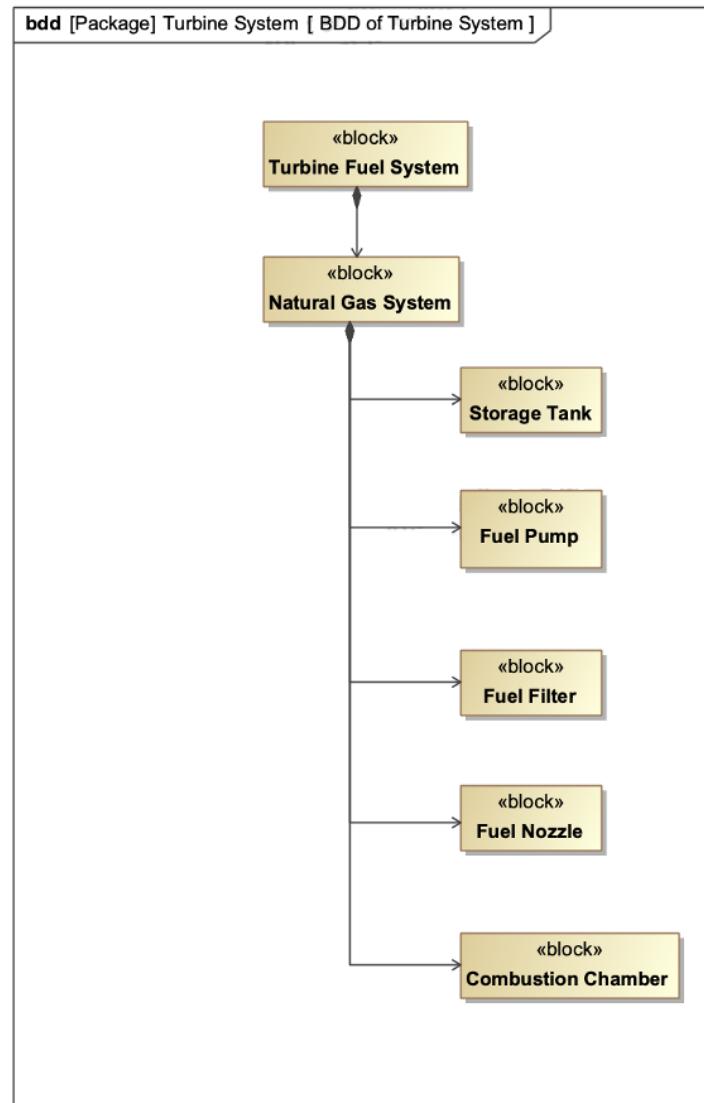 bdd [Package] Turbine System [ BDD of Turbine System ]
«block»
Turbine Fuel System
«block»
Natural Gas System
«block»
Storage Tank
«block»
Fuel Pump
«block»
Fuel Filter
«block»
Fuel Nozzle
«block»
Combustion Chamber